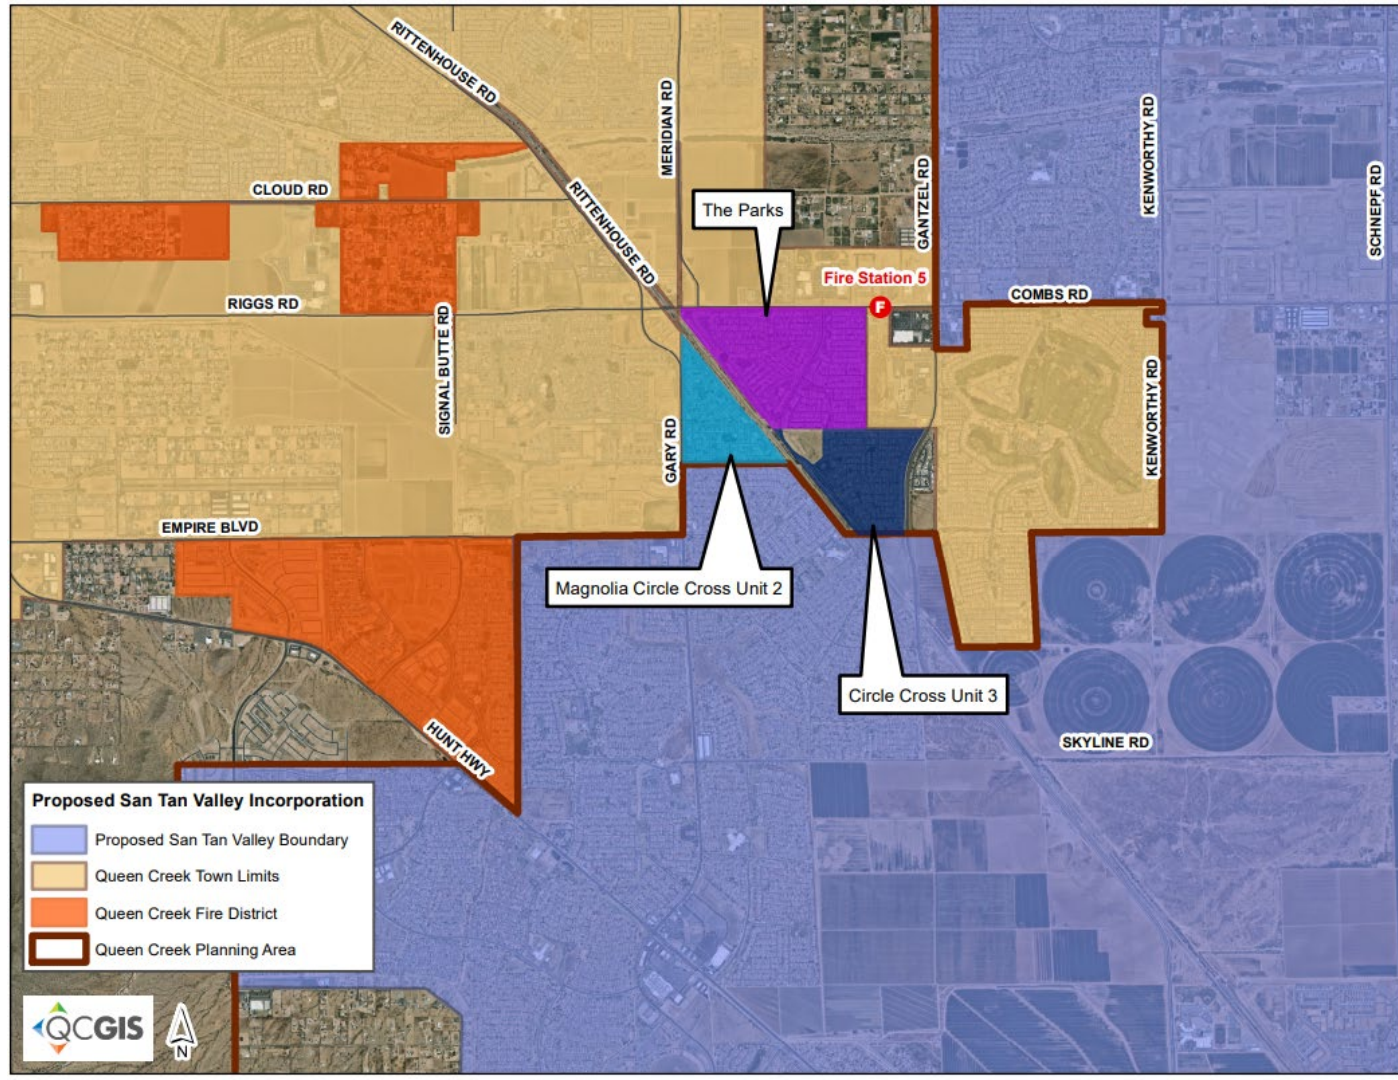 RITTENHOUSE RD
MERIDIAN RD
KENWORTHY RD
CLOUD RD
RITTENHOUSE RD
The Parks
GANTZEL RD
SCHNEPF RD
Fire Station 5
F
COMBS RD
RIGGS RD
SIGNAL BUTTE RD
GARY RD
KENWORTHY RD
EMPIRE BLVD
Magnolia Circle Cross Unit 2
Circle Cross Unit 3
HUNT HWY
SKYLINE RD
Proposed San Tan Valley Incorporation
Proposed San Tan Valley Boundary
Queen Creek Town Limits
Queen Creek Fire District
Queen Creek Planning Area
QCGIS
N